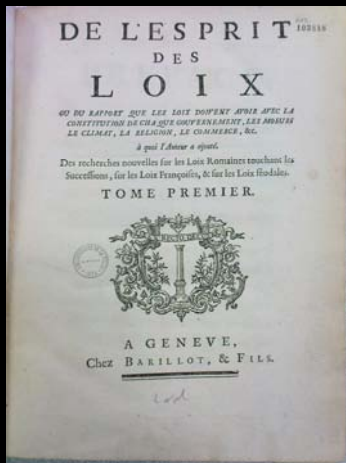 DE L'ESPRIT
DES
LOIX
OU DU RAPPORT QUE LES LOIX DOIVENT AVOIR AVEC LA
CONSTITUTION DE CHAQUE GOUVERNEMENT, LES MOEURS
LE CLIMAT, LA RELIGION, LE COMMERCE, &c.
à quoi l'Auteur a ajouté.
Des recherches nouvelles sur les Loix Romaines touchant les
Successions, sur les Loix Françoises, & sur les Loix féodales.
TOME PREMIER.
A GENEVE,
Chez BARILLOT, & FILS.